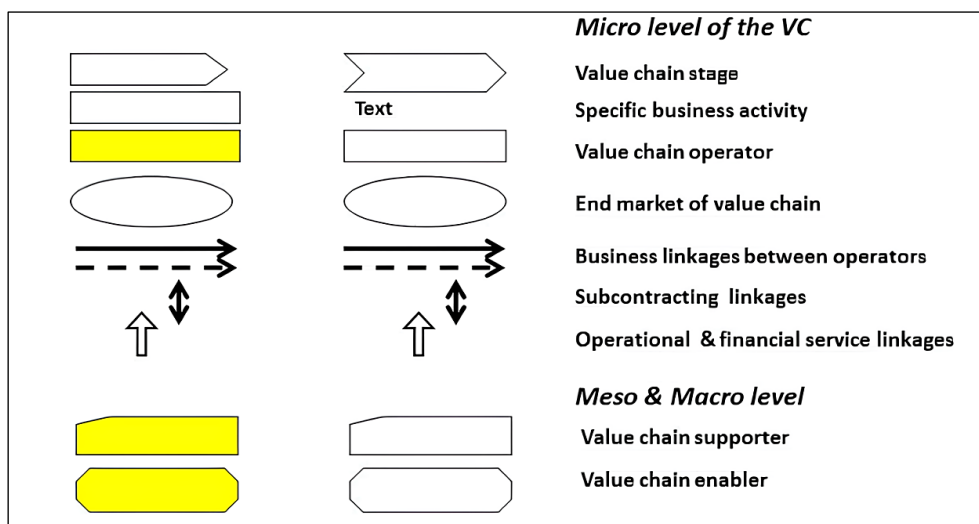 Micro level of the VC
Value chain stage
Text
Specific business activity
Value chain operator
End market of value chain
Business linkages between operators
Subcontracting linkages
Operational & financial service linkages
Meso & Macro level
Value chain supporter
Value chain enabler